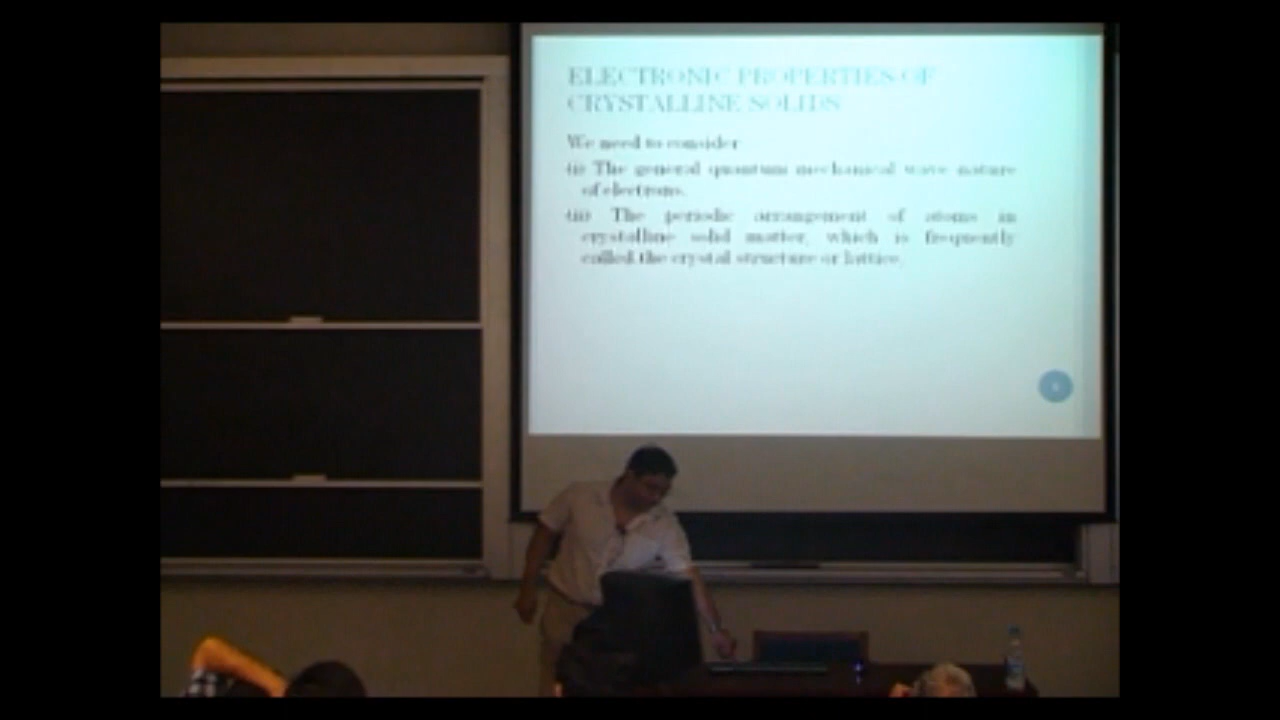 ELECTRONIC PROPERTIES OF
CRYSTALLINE SOLIDS
We need to consider
(i) The general quantum mechanical wave nature
of electrons.
(ii) The periodic arrangement of atoms in
crystalline solid matter, which is frequently
called the crystal structure or lattice.